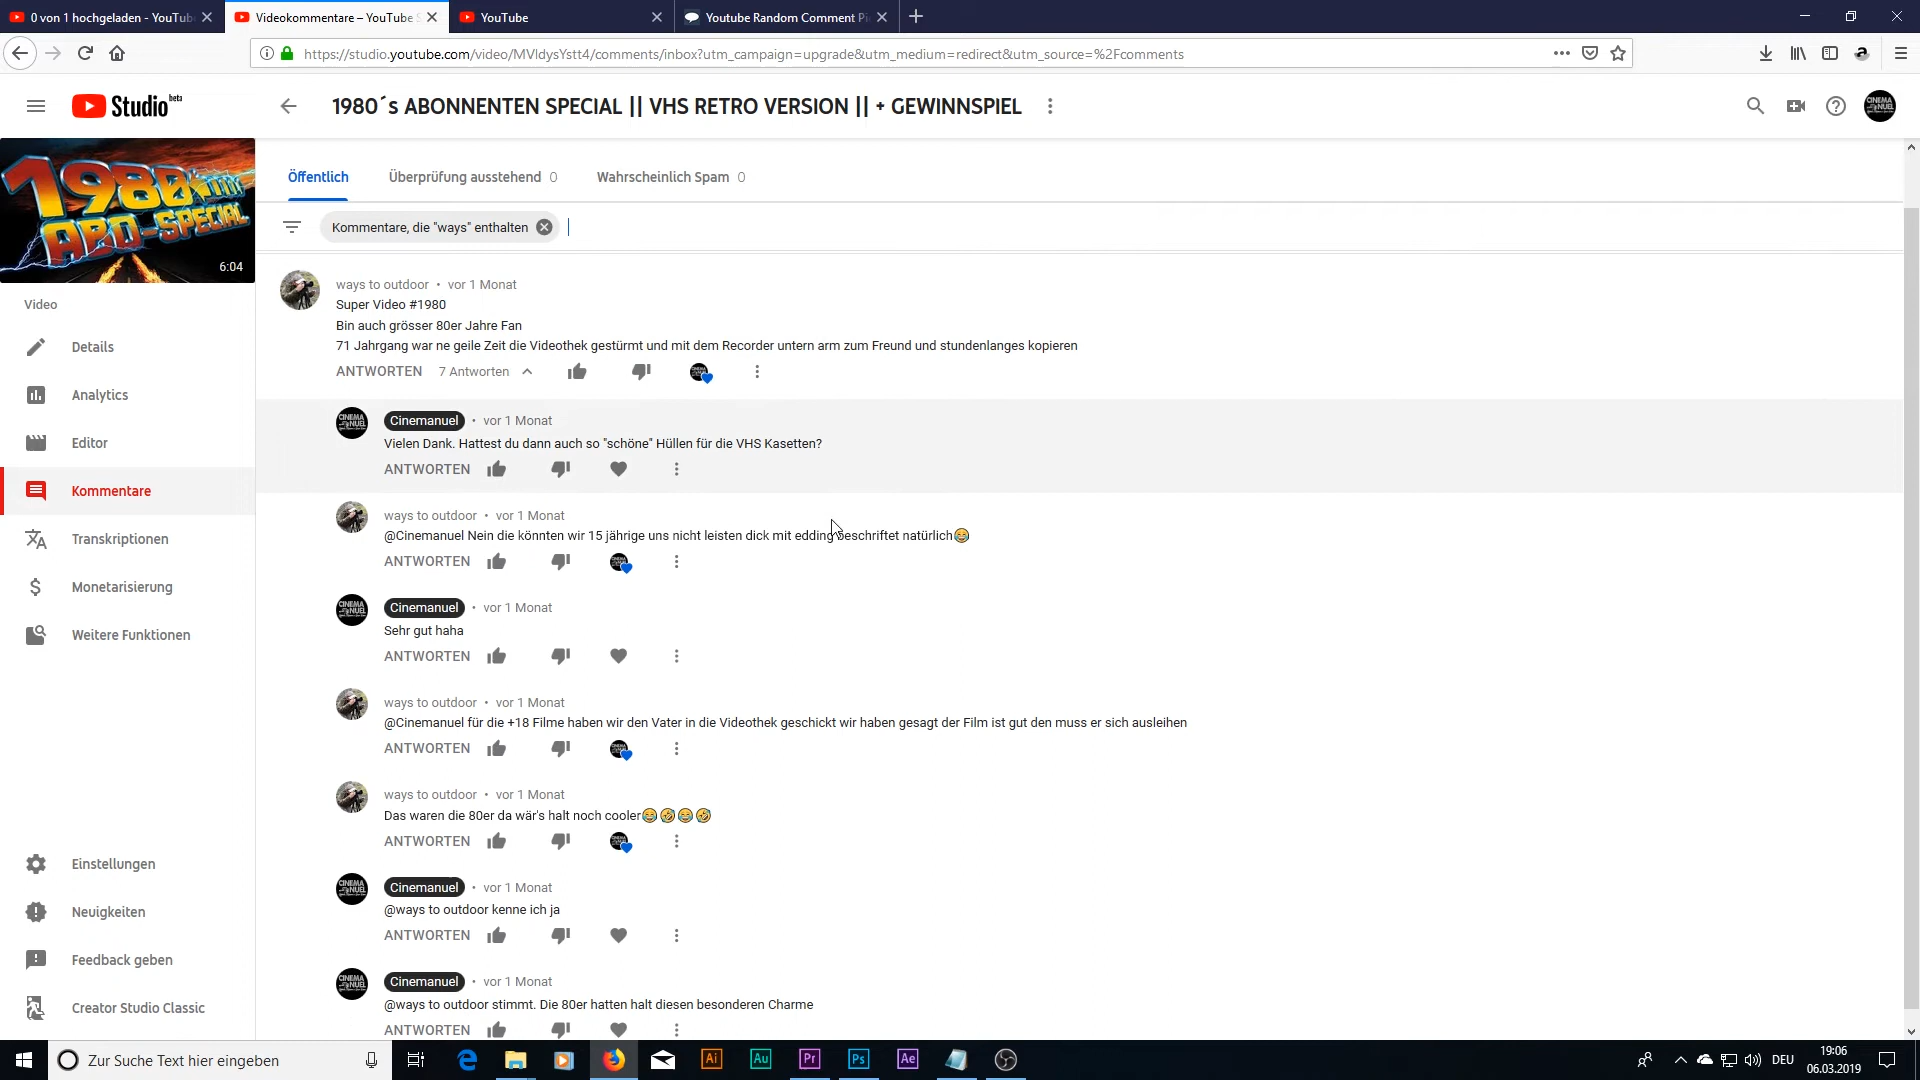 0 von 1 hochgeladen - YouTub
Videokommentare – YouTube S
YouTube
Youtube Random Comment Pi
https://studio.youtube.com/video/MVldysYstt4/comments/inbox?utm_campaign=upgrade&utm_medium=redirect&utm_source=%2Fcomments
Studio beta
1980´s ABONNENTEN SPECIAL || VHS RETRO VERSION || + GEWINNSPIEL
CINEMA
NUEL
1980
ABO-SPECIAL
6:04
Öffentlich
Überprüfung ausstehend 0
Wahrscheinlich Spam 0
Kommentare, die "ways" enthalten
Video
Details
Analytics
Editor
Kommentare
Transkriptionen
Monetarisierung
Weitere Funktionen
Einstellungen
Neuigkeiten
Feedback geben
Creator Studio Classic
ways to outdoor • vor 1 Monat
Super Video #1980
Bin auch grösser 80er Jahre Fan
71 Jahrgang war ne geile Zeit die Videothek gestürmt und mit dem Recorder untern arm zum Freund und stundenlanges kopieren
ANTWORTEN 7 Antworten
Cinemanuel • vor 1 Monat
Vielen Dank. Hattest du dann auch so "schöne" Hüllen für die VHS Kasetten?
ANTWORTEN
ways to outdoor • vor 1 Monat
@Cinemanuel Nein die könnten wir 15 jährige uns nicht leisten dick mit edding beschriftet natürlich😂
ANTWORTEN
Cinemanuel • vor 1 Monat
Sehr gut haha
ANTWORTEN
ways to outdoor • vor 1 Monat
@Cinemanuel für die +18 Filme haben wir den Vater in die Videothek geschickt wir haben gesagt der Film ist gut den muss er sich ausleihen
ANTWORTEN
ways to outdoor • vor 1 Monat
Das waren die 80er da wär's halt noch cooler😂🤣😂🤣
ANTWORTEN
Cinemanuel • vor 1 Monat
@ways to outdoor kenne ich ja
ANTWORTEN
Cinemanuel • vor 1 Monat
@ways to outdoor stimmt. Die 80er hatten halt diesen besonderen Charme
ANTWORTEN
Zur Suche Text hier eingeben
Ai
Au
Pr
Ps
Ae
DEU
19:06
06.03.2019